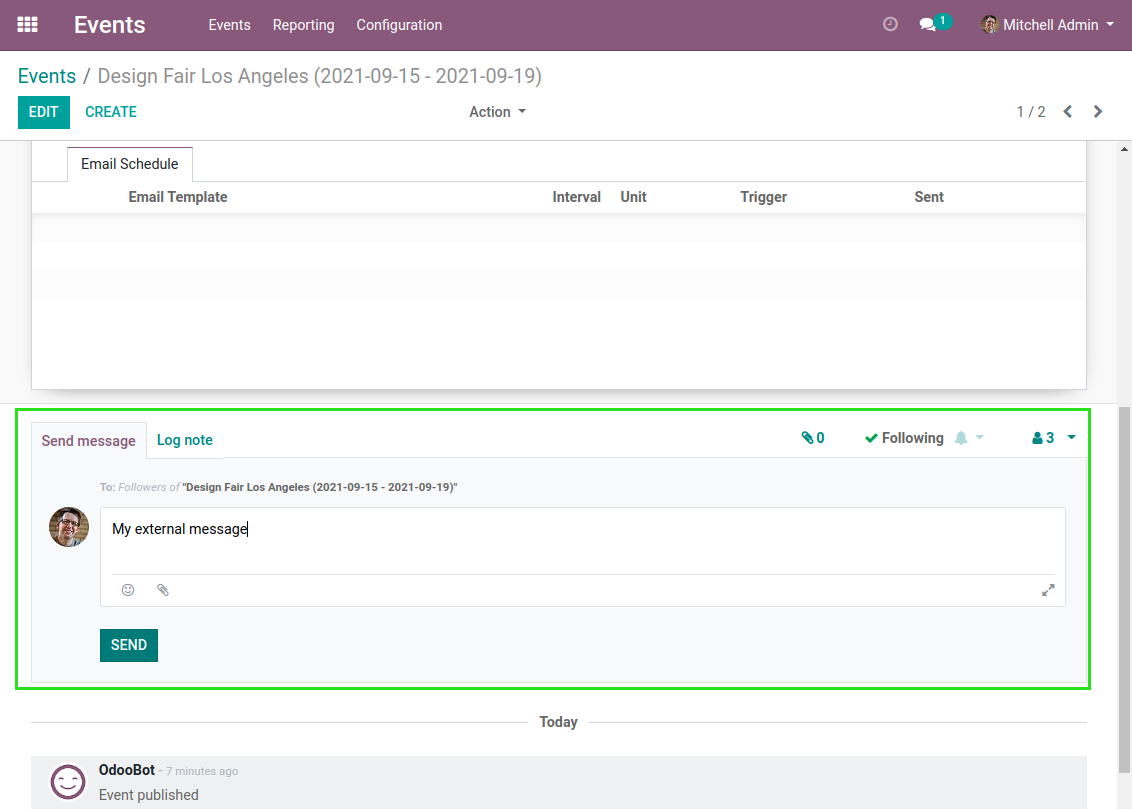 Events Events Reporting Configuration 1 Mitchell Admin
Events / Design Fair Los Angeles (2021-09-15 - 2021-09-19)
EDIT CREATE Action 1 / 2
Email Schedule
Email Template Interval Unit Trigger Sent
Send message Log note 0 Following 3
To: Followers of "Design Fair Los Angeles (2021-09-15 - 2021-09-19)"
My external message
SEND
Today
OdooBot - 7 minutes ago
Event published